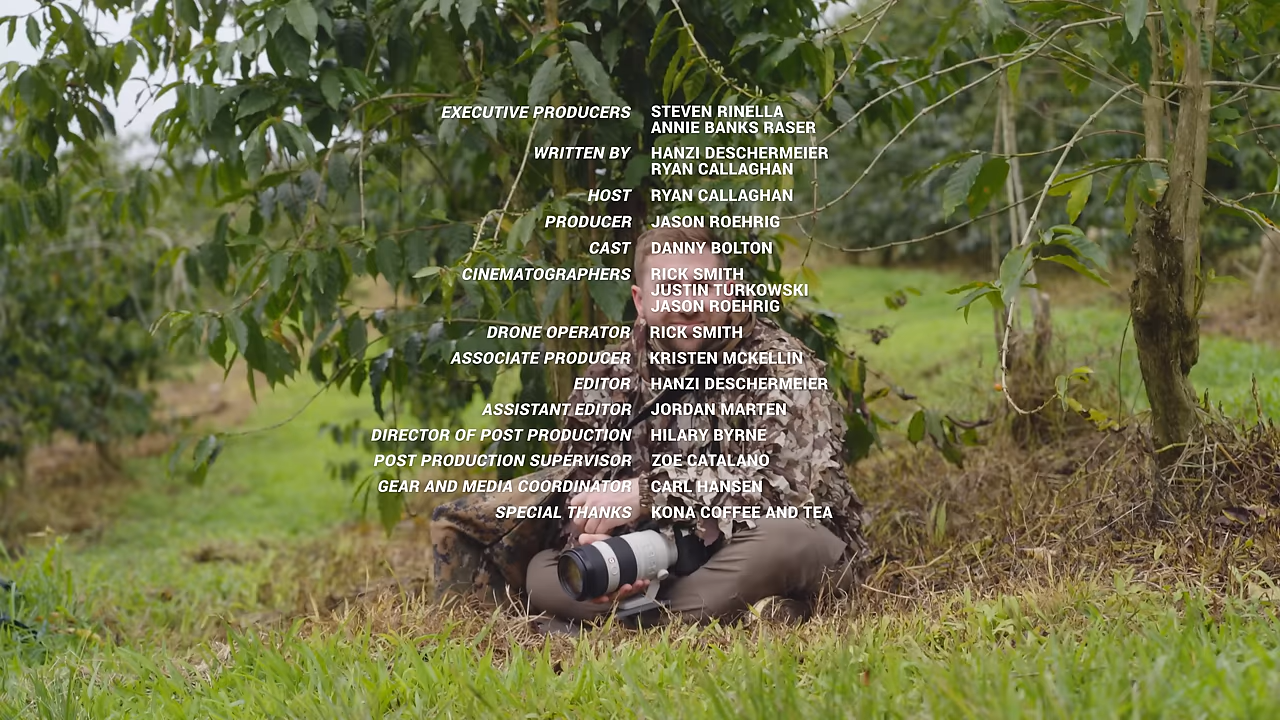 EXECUTIVE PRODUCERS STEVEN RINELLA
ANNIE BANKS RASER
WRITTEN BY HANZI DESCHERMEIER
RYAN CALLAGHAN
HOST RYAN CALLAGHAN
PRODUCER JASON ROEHRIG
CAST DANNY BOLTON
CINEMATOGRAPHERS RICK SMITH
JUSTIN TURKOWSKI
JASON ROEHRIG
DRONE OPERATOR RICK SMITH
ASSOCIATE PRODUCER KRISTEN MCKELLIN
EDITOR HANZI DESCHERMEIER
ASSISTANT EDITOR JORDAN MARTEN
DIRECTOR OF POST PRODUCTION HILARY BYRNE
POST PRODUCTION SUPERVISOR ZOE CATALANO
GEAR AND MEDIA COORDINATOR CARL HANSEN
SPECIAL THANKS KONA COFFEE AND TEA